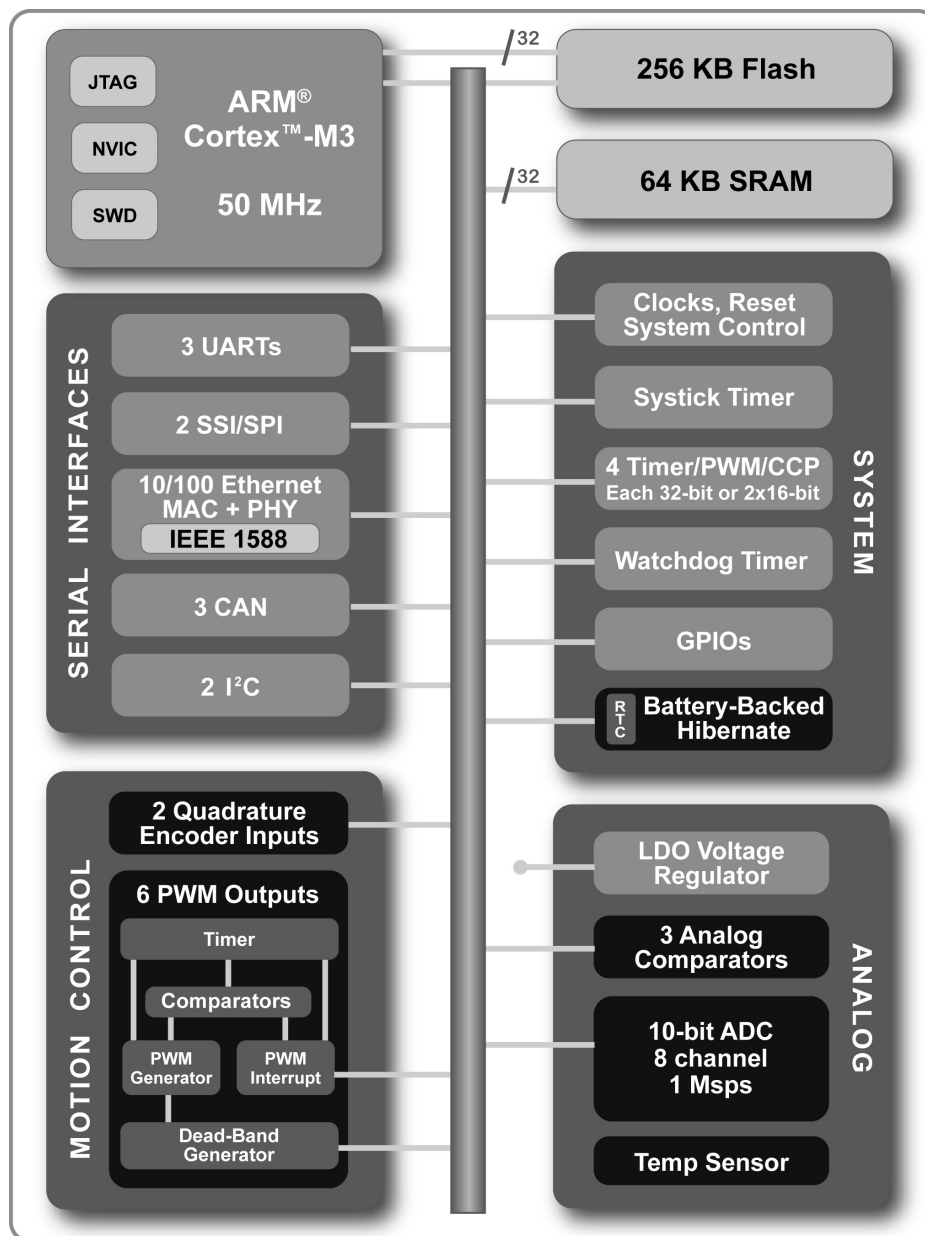 JTAG
NVIC
SWD
ARM®
Cortex™-M3
50 MHz
32
256 KB Flash
32
64 KB SRAM
SERIAL INTERFACES
3 UARTs
2 SSI/SPI
10/100 Ethernet
MAC + PHY
IEEE 1588
3 CAN
2 I²C
SYSTEM
Clocks, Reset
System Control
Systick Timer
4 Timer/PWM/CCP
Each 32-bit or 2x16-bit
Watchdog Timer
GPIOs
RTC
Battery-Backed
Hibernate
MOTION CONTROL
2 Quadrature
Encoder Inputs
6 PWM Outputs
Timer
Comparators
PWM
Generator
PWM
Interrupt
Dead-Band
Generator
ANALOG
LDO Voltage
Regulator
3 Analog
Comparators
10-bit ADC
8 channel
1 Msps
Temp Sensor